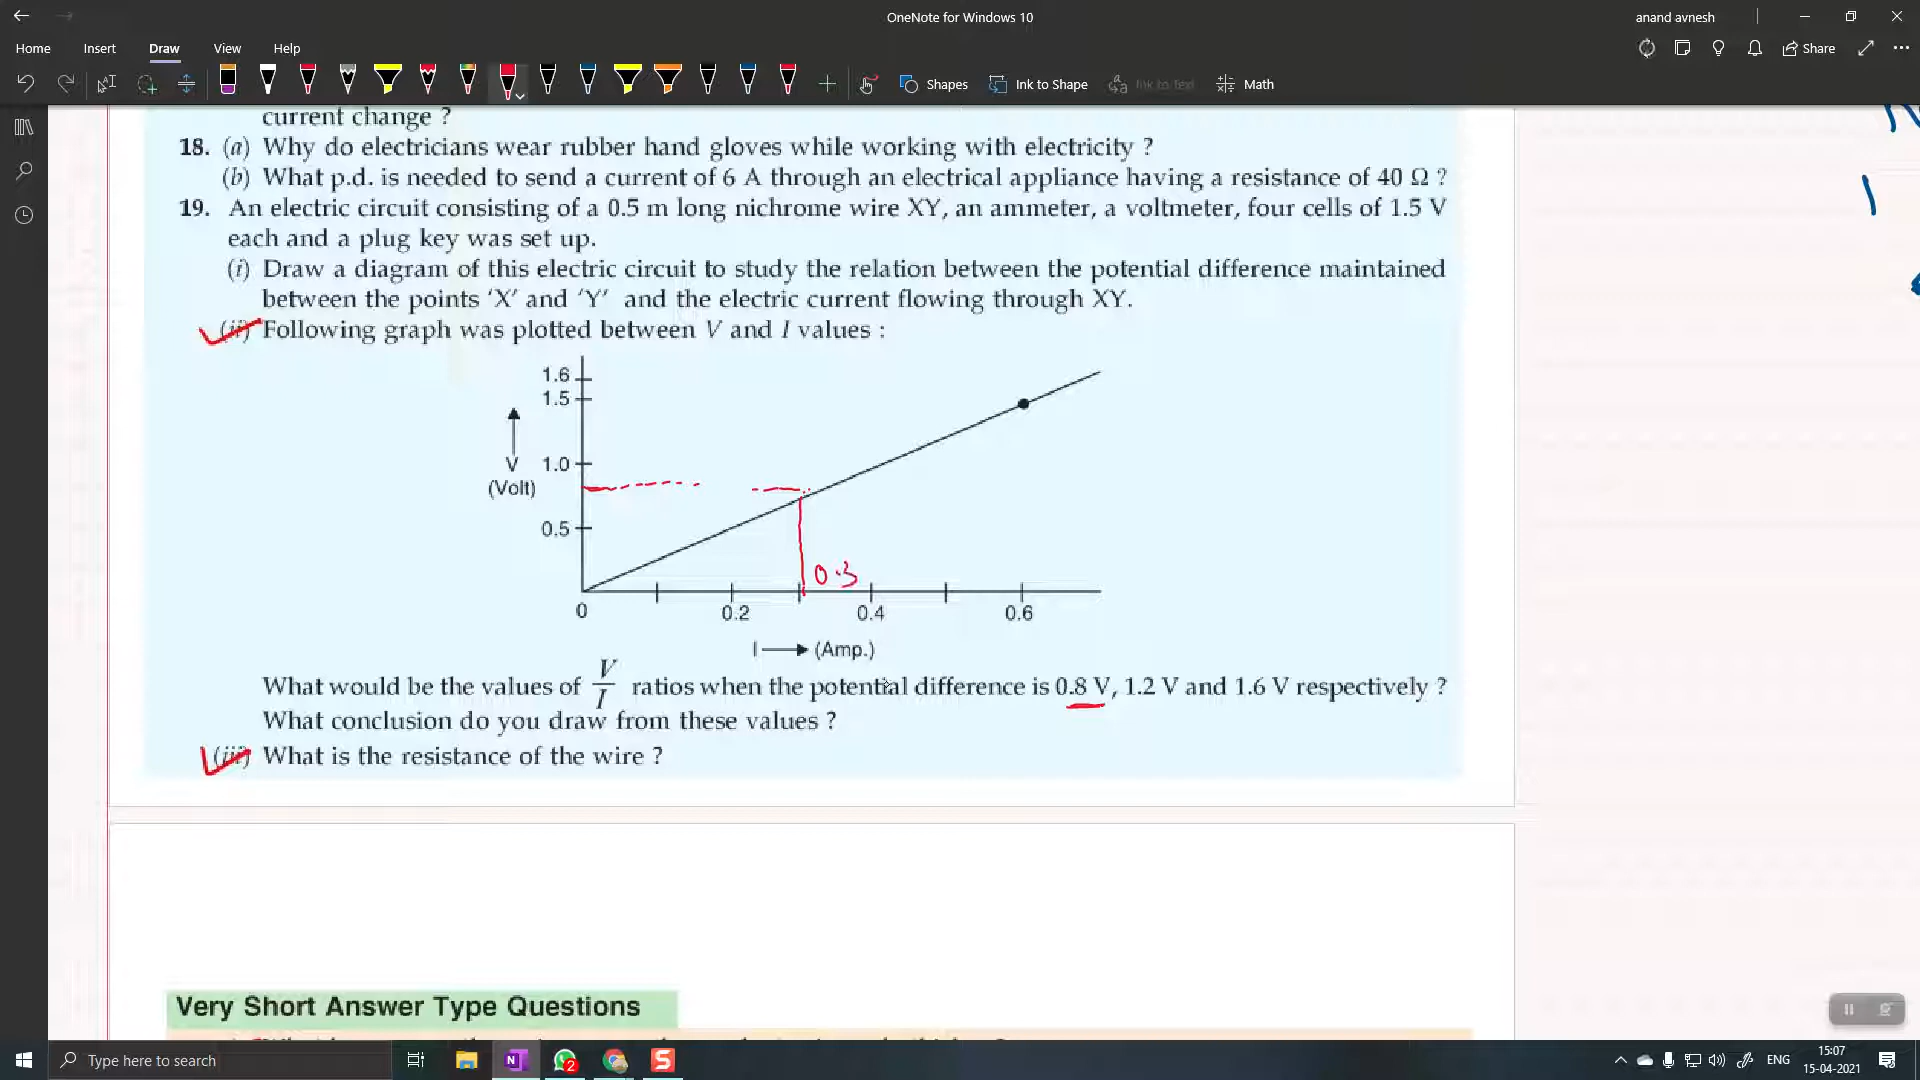 OneNote for Windows 10
anand avnesh
Home Insert Draw View Help
Share
Shapes Ink to Shape Ink to Text Math
current change ?
18. (a) Why do electricians wear rubber hand gloves while working with electricity ?
(b) What p.d. is needed to send a current of 6 A through an electrical appliance having a resistance of 40 Ω ?
19. An electric circuit consisting of a 0.5 m long nichrome wire XY, an ammeter, a voltmeter, four cells of 1.5 V
each and a plug key was set up.
(i) Draw a diagram of this electric circuit to study the relation between the potential difference maintained
between the points 'X' and 'Y' and the electric current flowing through XY.
(ii) Following graph was plotted between V and I values :
1.6
1.5
V 1.0
(Volt)
0.5
0.3
0 0.2 0.4 0.6
I (Amp.)
What would be the values of V/I ratios when the potential difference is 0.8 V, 1.2 V and 1.6 V respectively ?
What conclusion do you draw from these values ?
(iii) What is the resistance of the wire ?
Very Short Answer Type Questions
Type here to search
N
2
S
ENG
15:07
15-04-2021